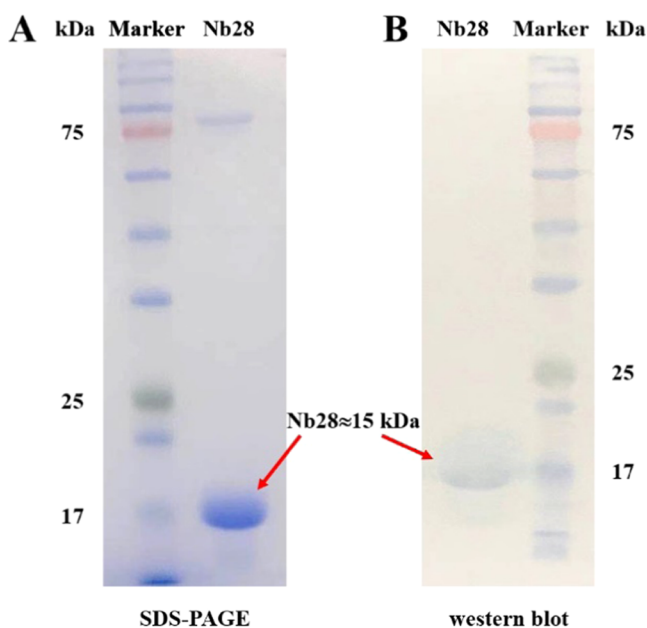 A kDa Marker Nb28 B Nb28 Marker kDa
75 75
25 25
Nb28≈15 kDa
17 17
SDS-PAGE western blot